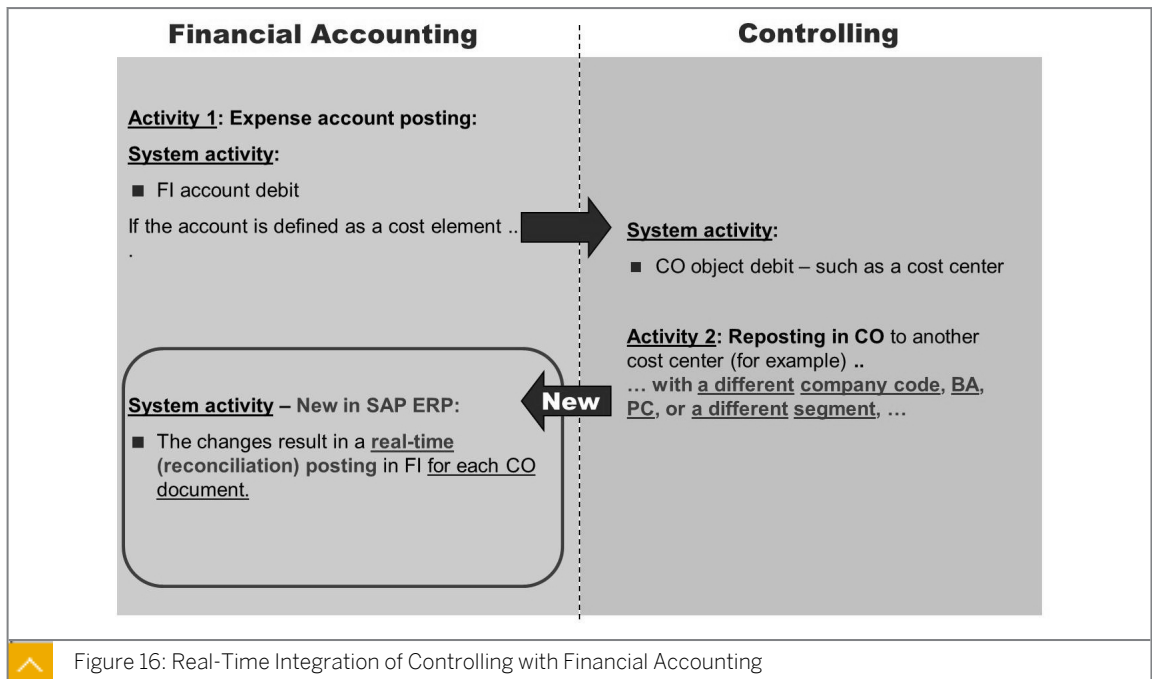 Financial Accounting
Controlling
Activity 1: Expense account posting:
System activity:
■ FI account debit
If the account is defined as a cost element ..
.
System activity:
■ CO object debit – such as a cost center
Activity 2: Reposting in CO to another
cost center (for example) ..
… with a different company code, BA,
PC, or a different segment, …
New
System activity – New in SAP ERP:
■ The changes result in a real-time
(reconciliation) posting in FI for each CO
document.
Figure 16: Real-Time Integration of Controlling with Financial Accounting